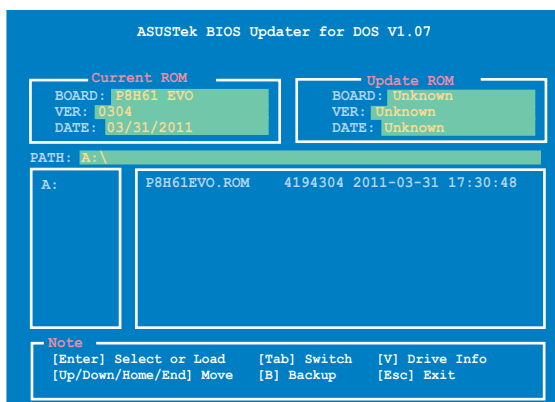 ASUSTek BIOS Updater for DOS V1.07
Current ROM
BOARD: P8H61 EVO
VER: 0304
DATE: 03/31/2011
Update ROM
BOARD: Unknown
VER: Unknown
DATE: Unknown
PATH: A:\
A:
P8H61EVO.ROM 4194304 2011-03-31 17:30:48
Note
[Enter] Select or Load [Tab] Switch [V] Drive Info
[Up/Down/Home/End] Move [B] Backup [Esc] Exit